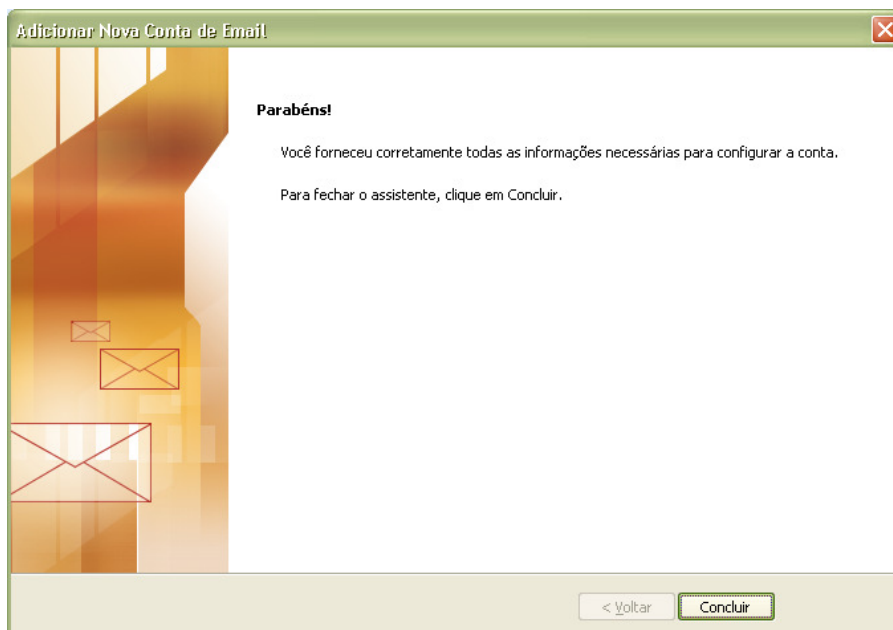 Adicionar Nova Conta de Email
Parabéns!
Você forneceu corretamente todas as informações necessárias para configurar a conta.
Para fechar o assistente, clique em Concluir.
< Voltar
Concluir